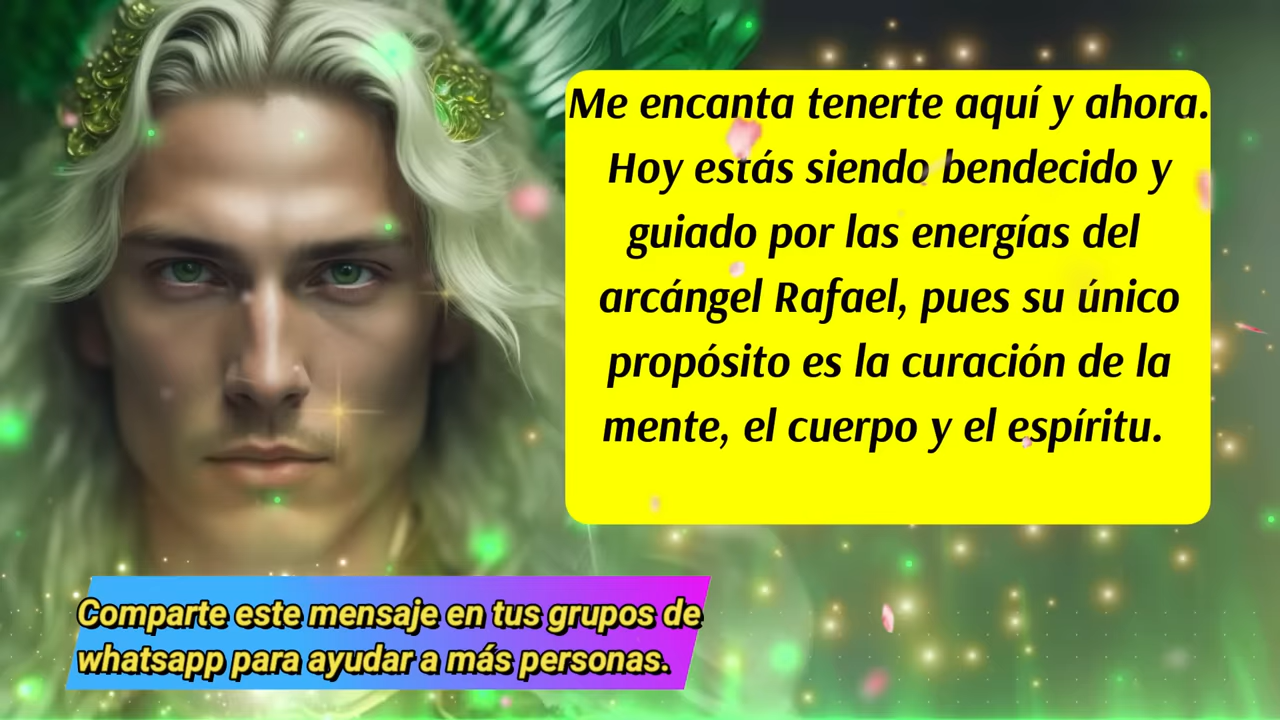 Me encanta tenerte aquí y ahora.
Hoy estás siendo bendecido y
guiado por las energías del
arcángel Rafael, pues su único
propósito es la curación de la
mente, el cuerpo y el espíritu.
Comparte este mensaje en tus grupos de
whatsapp para ayudar a más personas.